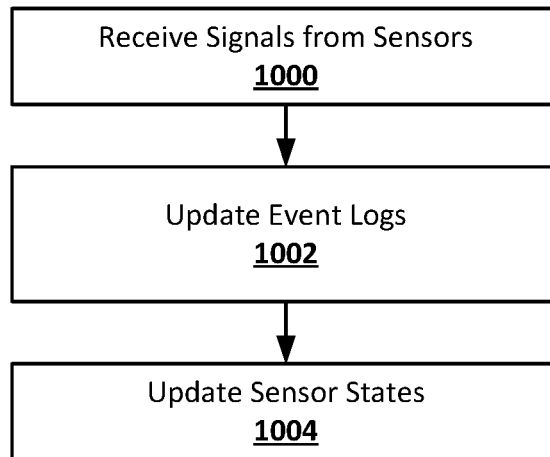 Receive Signals from Sensors
1000
Update Event Logs
1002
Update Sensor States
1004